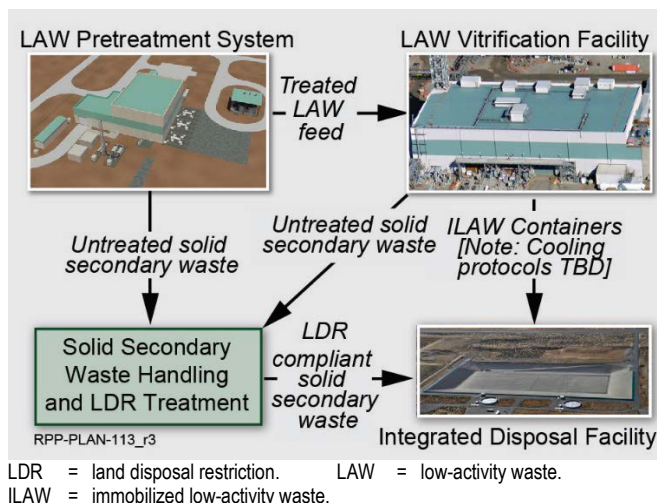 LAW Pretreatment System
LAW Vitrification Facility
Treated
LAW
feed
Untreated solid
secondary waste
Untreated solid
secondary waste
ILAW Containers
[Note: Cooling
protocols TBD]
Solid Secondary
Waste Handling
and LDR Treatment
LDR
compliant
solid
secondary
waste
RPP-PLAN-113_r3
Integrated Disposal Facility
LDR = land disposal restriction. LAW = low-activity waste.
ILAW = immobilized low-activity waste.